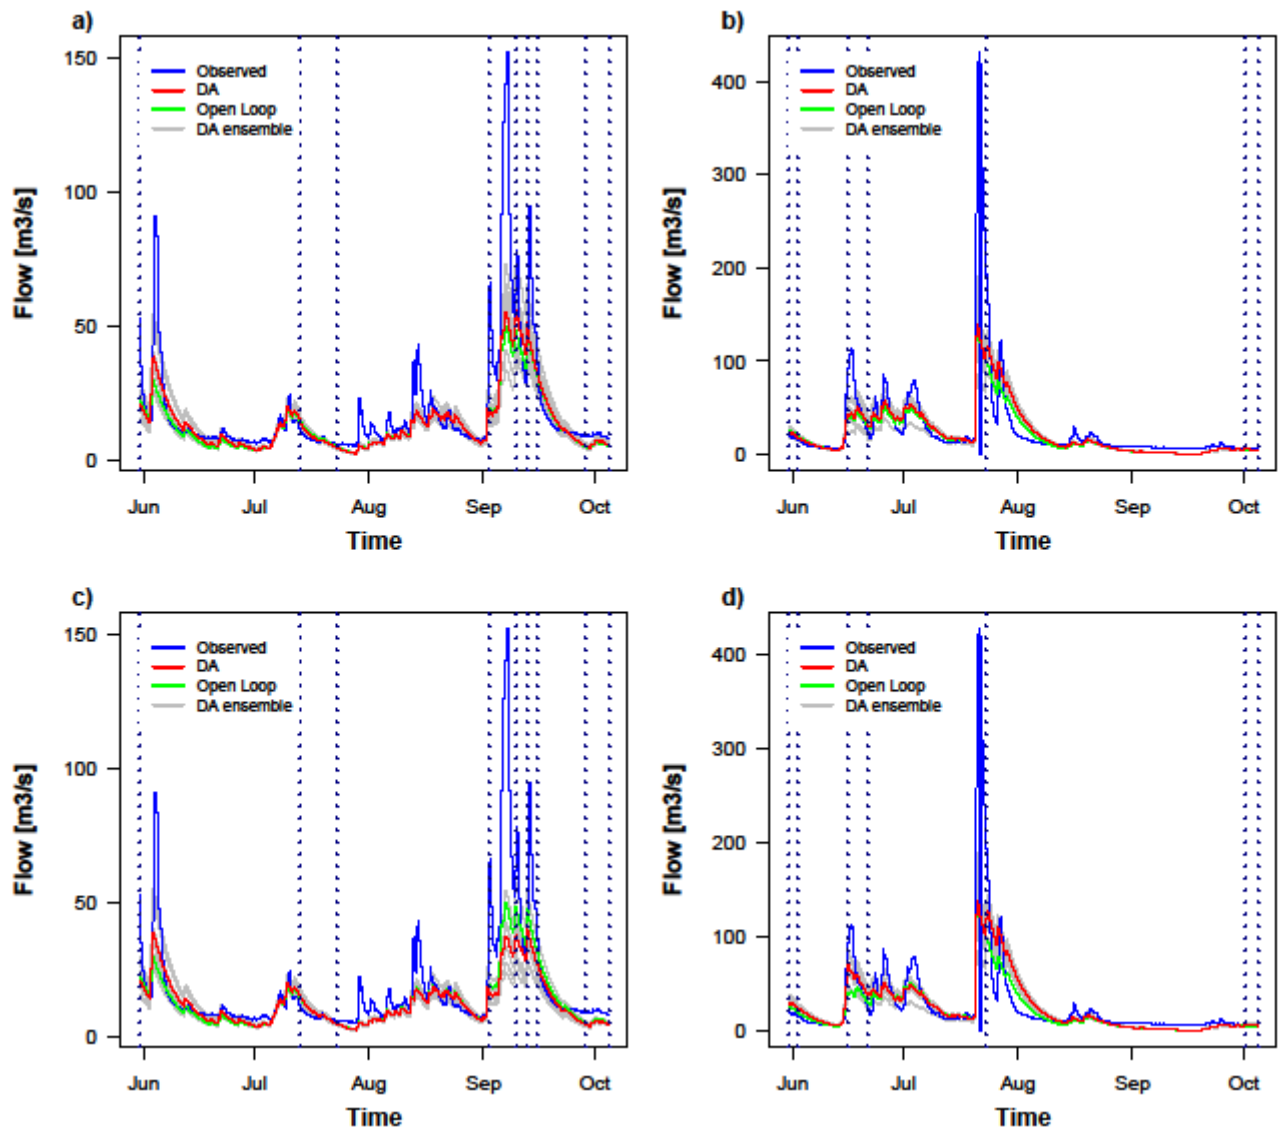 a)
150
100
50
0
Flow [m3/s]
Observed
DA
Open Loop
DA ensemble
Jun Jul Aug Sep Oct
Time
b)
400
300
200
100
0
Flow [m3/s]
Observed
DA
Open Loop
DA ensemble
Jun Jul Aug Sep Oct
Time
c)
150
100
50
0
Flow [m3/s]
Observed
DA
Open Loop
DA ensemble
Jun Jul Aug Sep Oct
Time
d)
400
300
200
100
0
Flow [m3/s]
Observed
DA
Open Loop
DA ensemble
Jun Jul Aug Sep Oct
Time